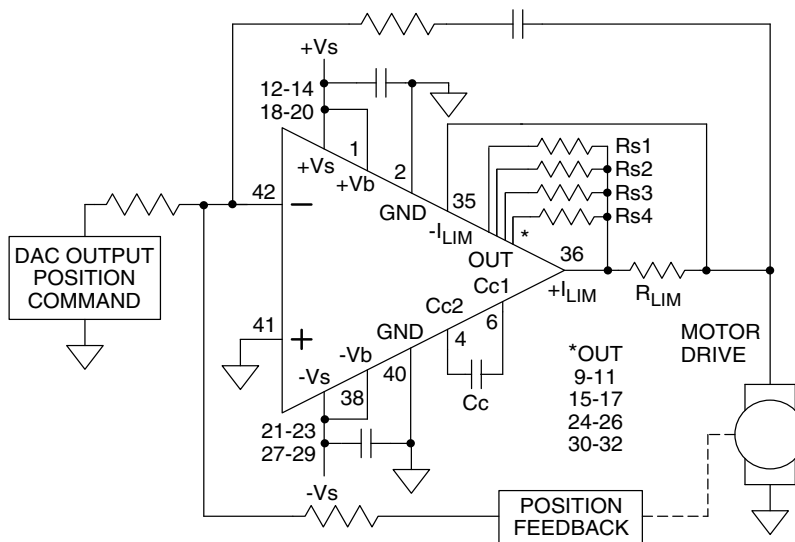 +Vs
12-14
18-20
+Vs
1
+Vb
2
GND
35
-ILIM
Rs1
Rs2
Rs3
Rs4
*
OUT
42
−
DAC OUTPUT
POSITION
COMMAND
36
+ILIM
RLIM
Cc1
Cc2
6
4
Cc
41
+
GND
40
-Vb
38
-Vs
21-23
27-29
-Vs
*OUT
9-11
15-17
24-26
30-32
MOTOR
DRIVE
POSITION
FEEDBACK